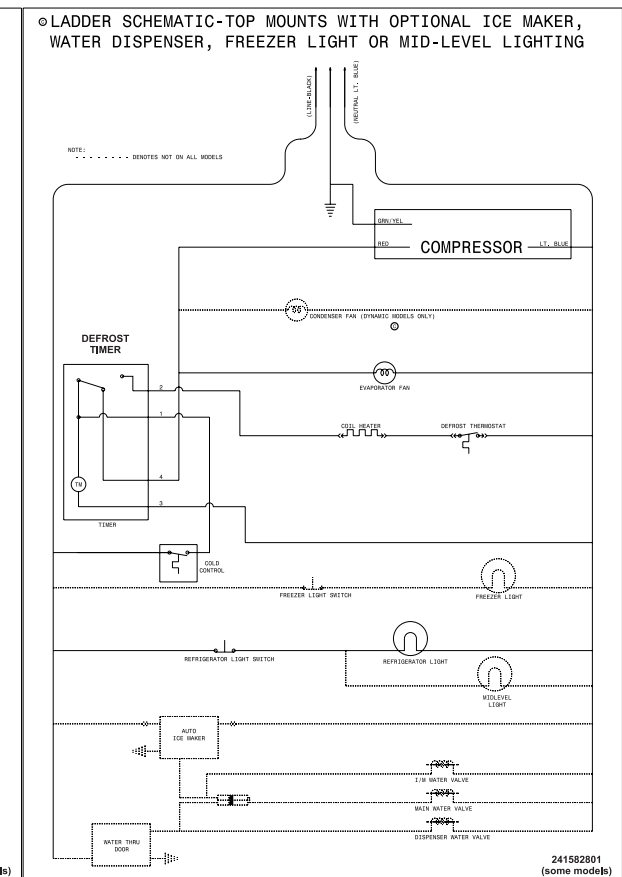 © LADDER SCHEMATIC-TOP MOUNTS WITH OPTIONAL ICE MAKER,
WATER DISPENSER, FREEZER LIGHT OR MID-LEVEL LIGHTING
(LINE-BLACK)
(NEUTRAL LT. BLUE)
NOTE:
- - - - - - - - DENOTES NOT ON ALL MODELS
GRN/YEL
RED
COMPRESSOR
LT. BLUE
CONDENSER FAN (DYNAMIC MODELS ONLY)
©
DEFROST
TIMER
EVAPORATOR FAN
2
1
COIL HEATER
DEFROST THERMOSTAT
4
TM
3
TIMER
COLD
CONTROL
FREEZER LIGHT SWITCH
FREEZER LIGHT
REFRIGERATOR LIGHT SWITCH
REFRIGERATOR LIGHT
MIDLEVEL
LIGHT
AUTO
ICE MAKER
I/M WATER VALVE
MAIN WATER VALVE
DISPENSER WATER VALVE
WATER THRU
DOOR
241582801
(some models)
ls)